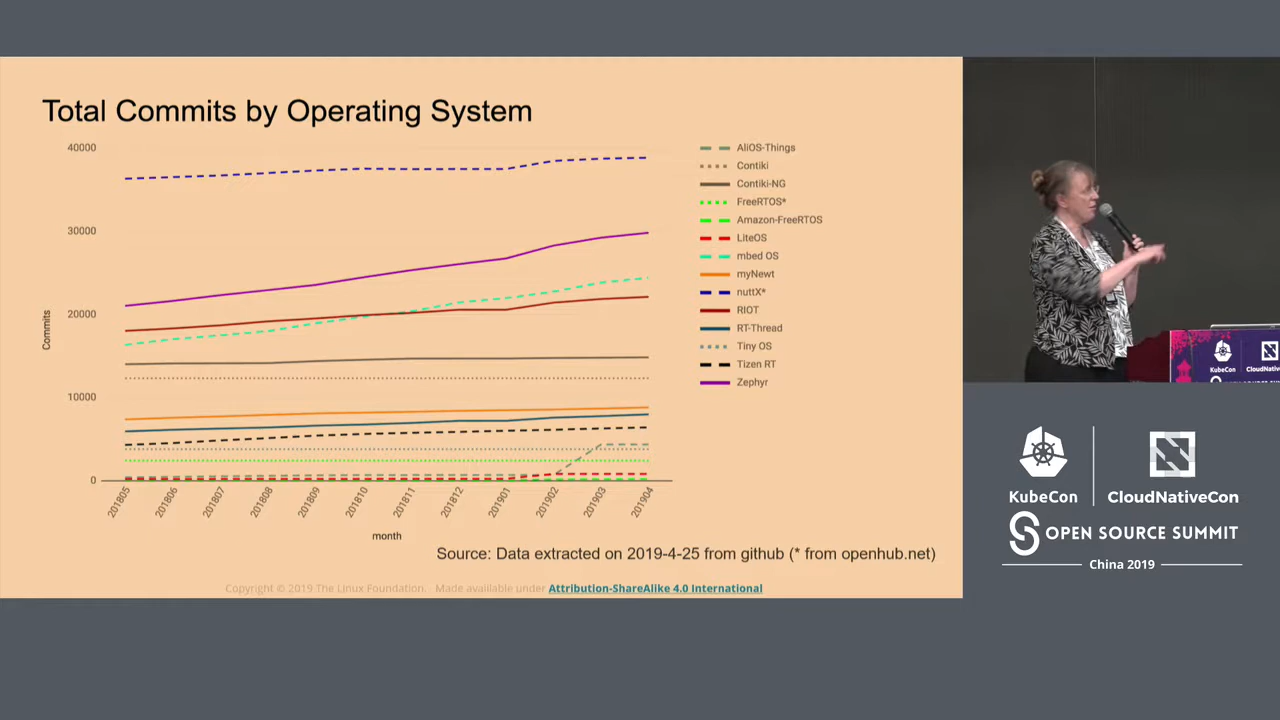 Total Commits by Operating System
40000
30000
20000
10000
0
Commits
201805
201806
201807
201808
201809
201810
201811
201812
201901
201902
201903
201904
month
AliOS-Things
Contiki
Contiki-NG
FreeRTOS*
Amazon-FreeRTOS
LiteOS
mbed OS
myNewt
nuttX*
RIOT
RT-Thread
Tiny OS
Tizen RT
Zephyr
Source: Data extracted on 2019-4-25 from github (* from openhub.net)
Copyright © 2019 The Linux Foundation. Made avaiilable under Attribution-ShareAlike 4.0 International
KubeCon
KubeCon
CloudNativeCon
OPEN SOURCE SUMMIT
China 2019